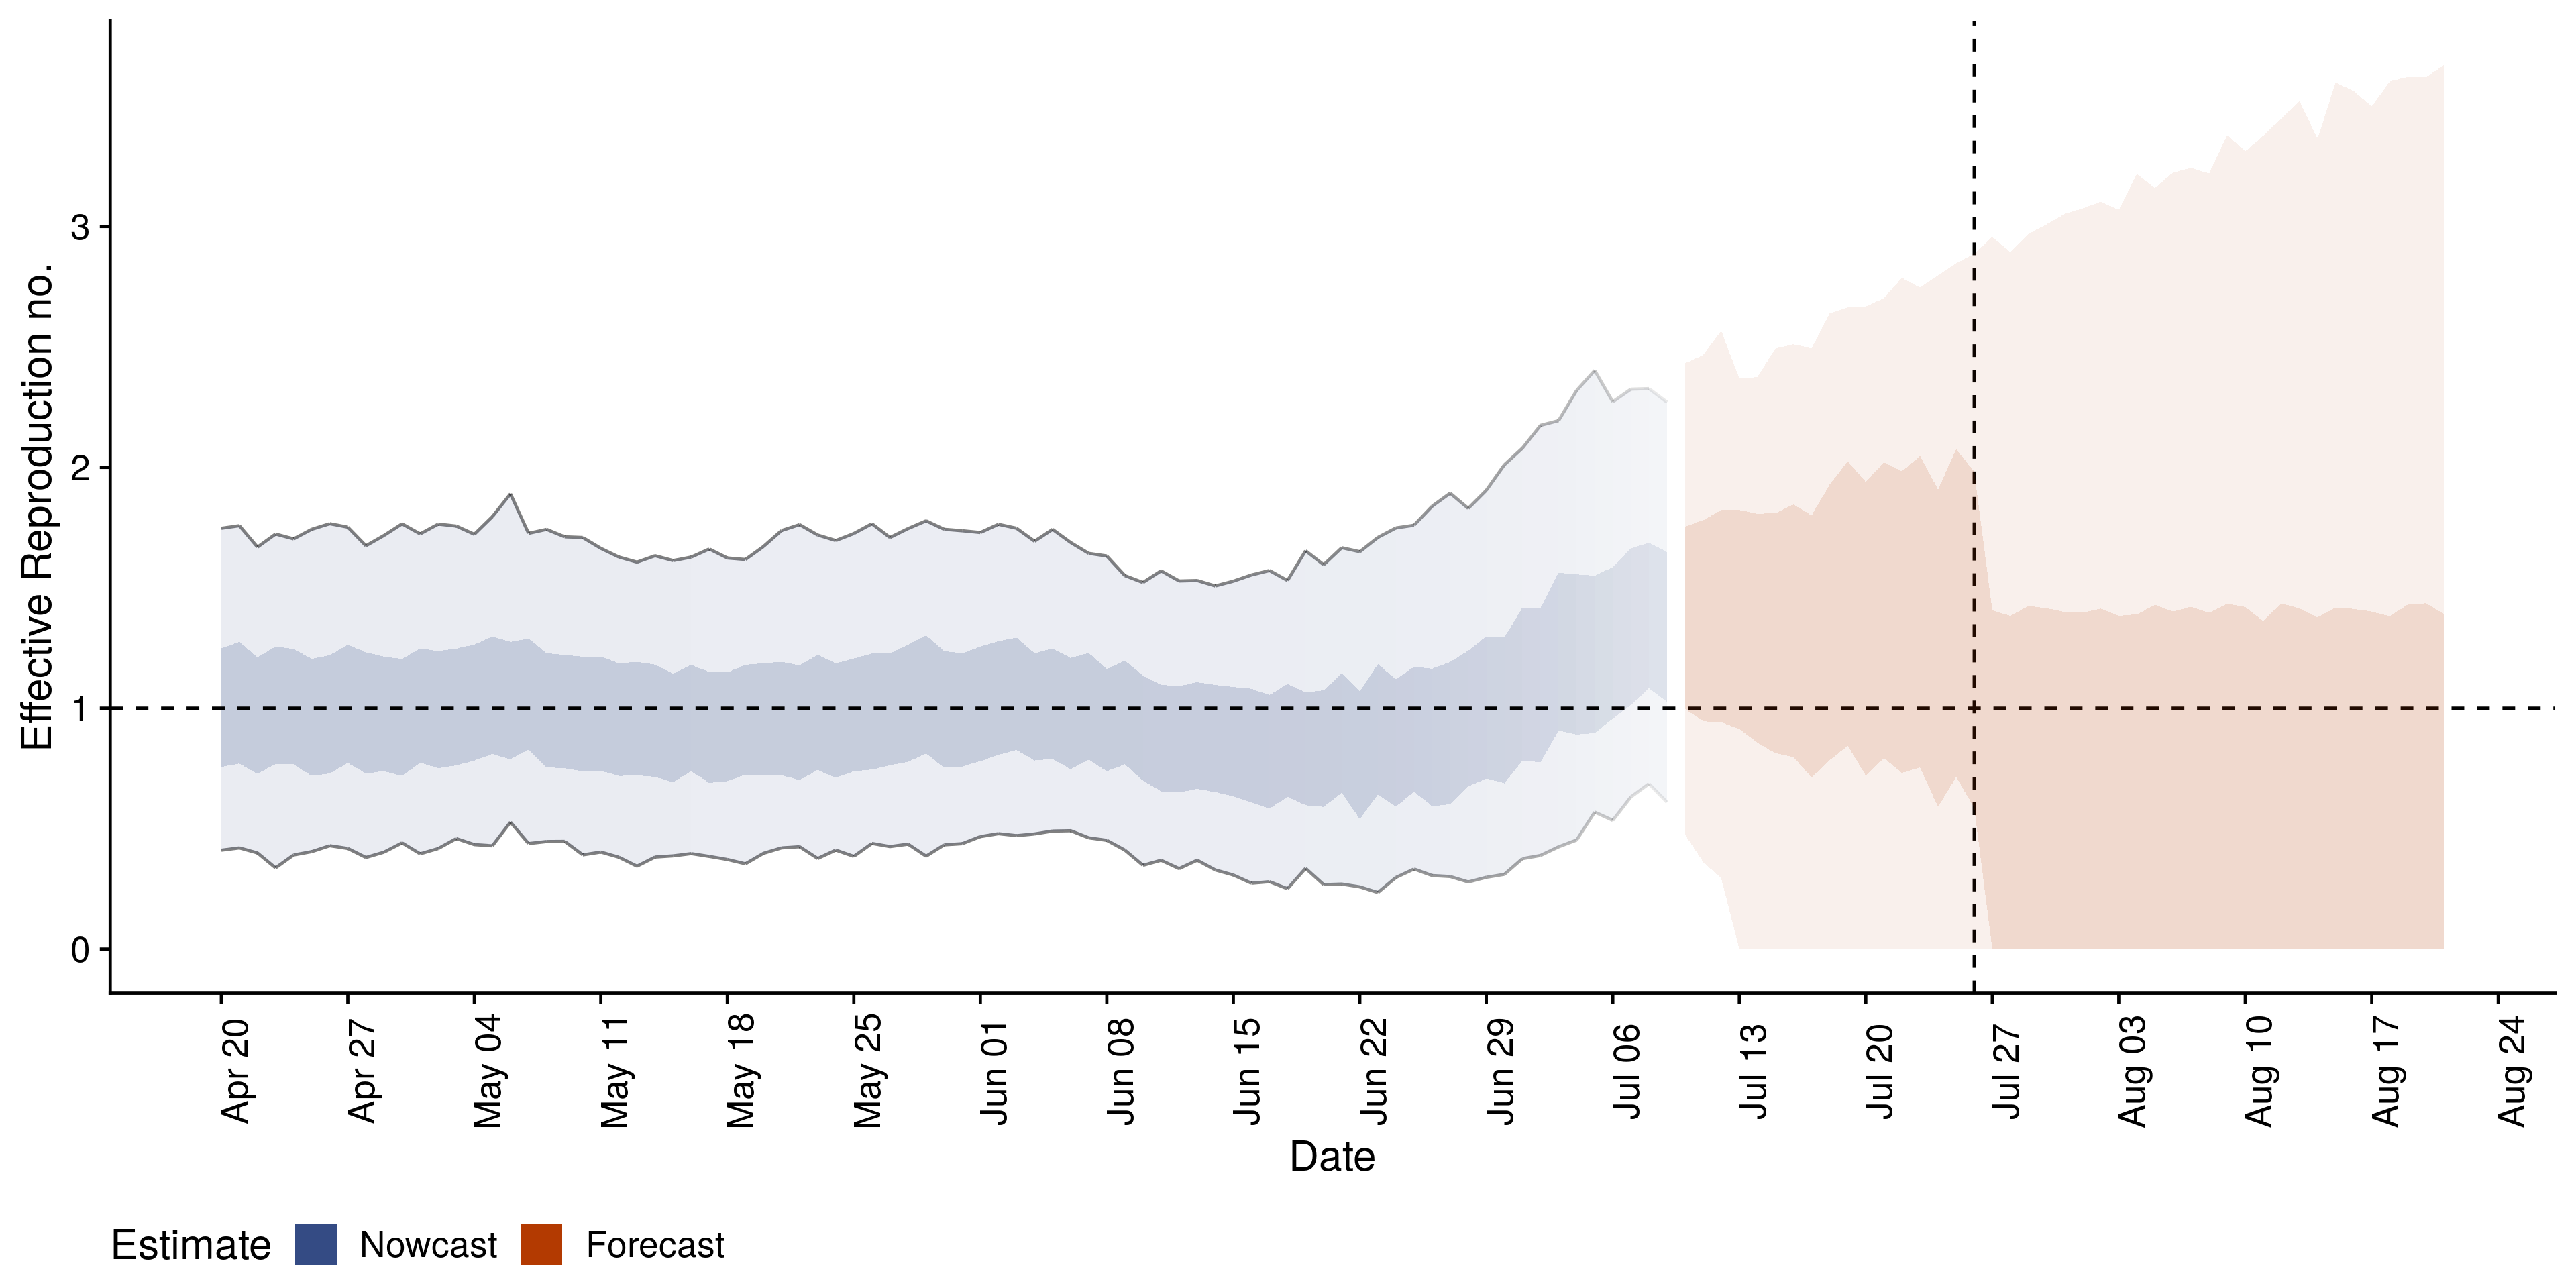 Effective Reproduction no.
3
2
1
0
Apr 20
Apr 27
May 04
May 11
May 18
May 25
Jun 01
Jun 08
Jun 15
Jun 22
Jun 29
Jul 06
Jul 13
Jul 20
Jul 27
Aug 03
Aug 10
Aug 17
Aug 24
Date
Estimate Nowcast Forecast